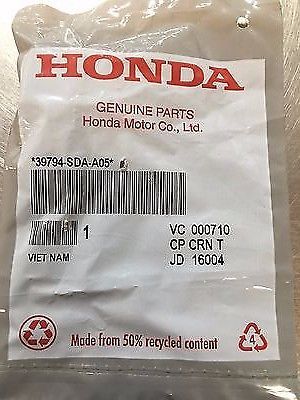 HONDA
GENUINE PARTS
Honda Motor Co., Ltd.
*39794-SDA-A05*
1
VC 000710
CP CRN T
VIET NAM
JD 16004
Made from 50% recycled content
4